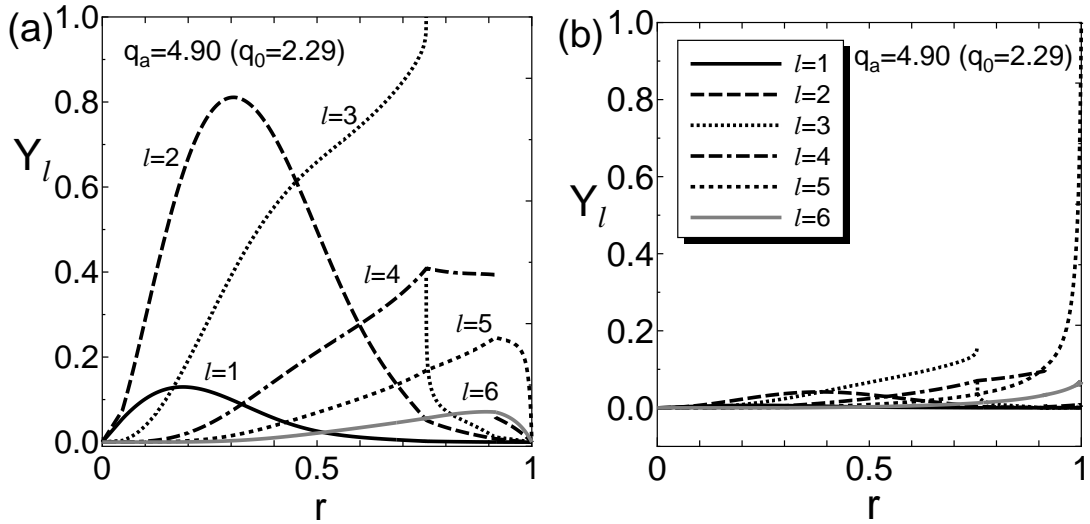 (a)
q_a=4.90 (q_0=2.29)
1.0
0.8
0.6
0.4
0.2
0.0
Y_l
l=1
l=2
l=3
l=4
l=5
l=6
0
0.5
1
r
(b)
q_a=4.90 (q_0=2.29)
1.0
0.8
0.6
0.4
0.2
0.0
Y_l
l=1
l=2
l=3
l=4
l=5
l=6
0
0.5
1
r